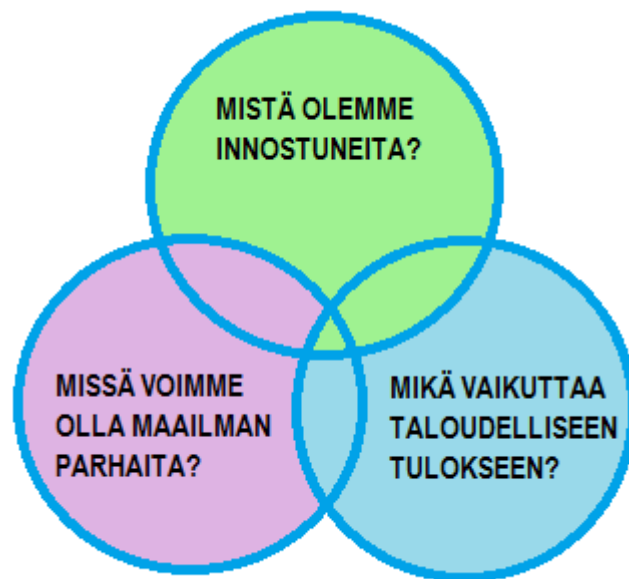 MISTÄ OLEMME
INNOSTUNEITA?
MISSÄ VOIMME
OLLA MAAILMAN
PARHAITA?
MIKÄ VAIKUTTAA
TALOUDELLISEEN
TULOKSEEN?